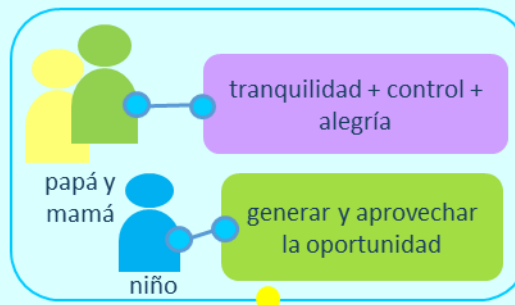 tranquilidad + control +
alegría
papá y
mamá
generar y aprovechar
la oportunidad
niño